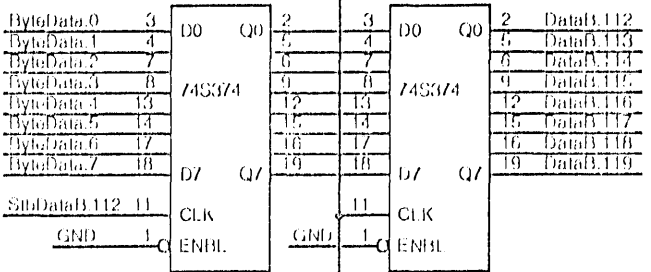 ByteData.0 3 D0 Q0 2 3 D0 Q0 2 DataB.112
ByteData.1 4 5 4 5 DataB.113
ByteData.2 7 6 7 6 DataB.114
ByteData.3 8 74S374 9 8 74S374 9 DataB.115
ByteData.4 13 12 13 12 DataB.116
ByteData.5 14 15 14 15 DataB.117
ByteData.6 17 16 17 16 DataB.118
ByteData.7 18 D7 Q7 19 18 D7 Q7 19 DataB.119
StbDataB.112 11 CLK 11 CLK
GND 1 ENBL GND 1 ENBL